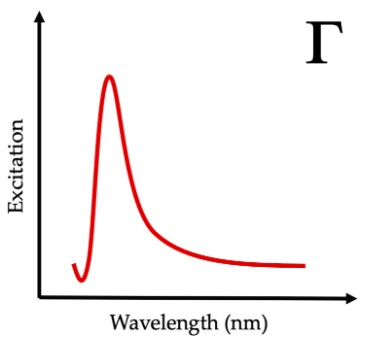 Γ
Excitation
Wavelength (nm)